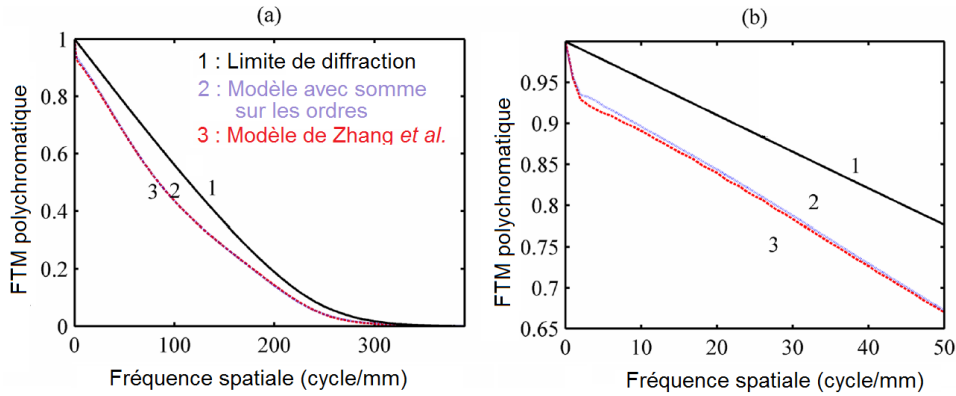 (a)
1 : Limite de diffraction
2 : Modèle avec somme
sur les ordres
3 : Modèle de Zhang et al.
FTM polychromatique
1
0.8
0.6
0.4
0.2
0
3 2 1
0 100 200 300
Fréquence spatiale (cycle/mm)
(b)
FTM polychromatique
0.95
0.9
0.85
0.8
0.75
0.7
0.65
1
2
3
0 10 20 30 40 50
Fréquence spatiale (cycle/mm)